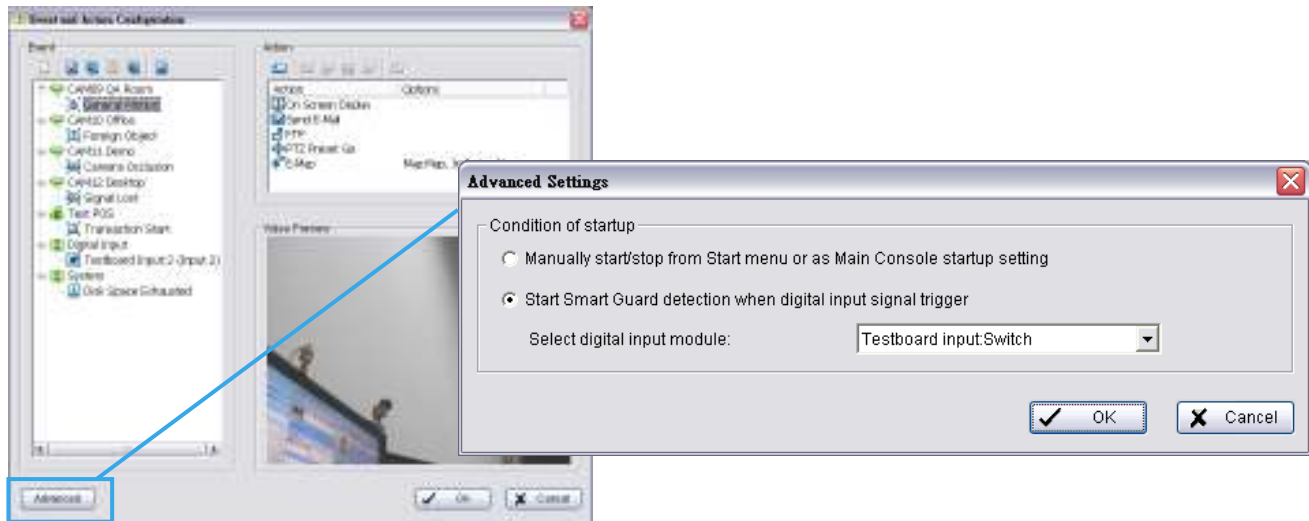 Event and Action Configuration
Event
CAM09 QA Room
General Motion
CAM10 Office
Foreign Object
CAM11 Demo
Camera Occlusion
CAM12 Desktop
Signal Lost
Test POS
Transaction Start
Digital Input
Testboard Input 2 (Input 2)
System
Disk Space Exhausted
Action
Action Options
On Screen Display
Send E-Mail
FTP
PTZ Preset Go
E-Map
Video Preview
Advanced
OK
Cancel
Advanced Settings
Condition of startup
Manually start/stop from Start menu or as Main Console startup setting
Start Smart Guard detection when digital input signal trigger
Select digital input module: Testboard input:Switch
OK
Cancel